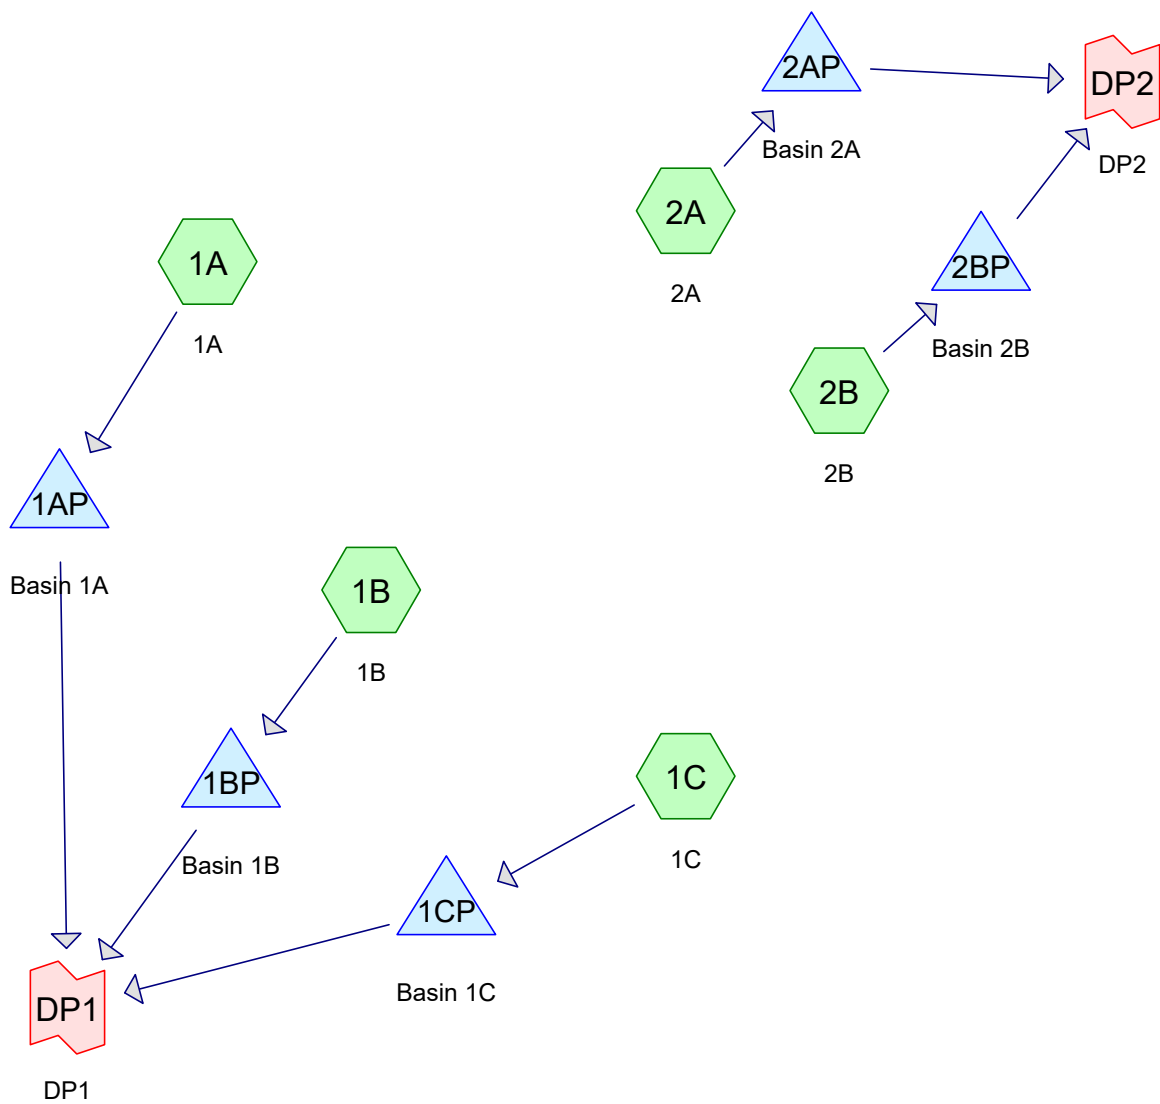 2AP
Basin 2A
DP2
DP2
2A
2A
2BP
Basin 2B
2B
2B
1A
1A
1AP
Basin 1A
1B
1B
1BP
Basin 1B
1C
1C
1CP
Basin 1C
DP1
DP1